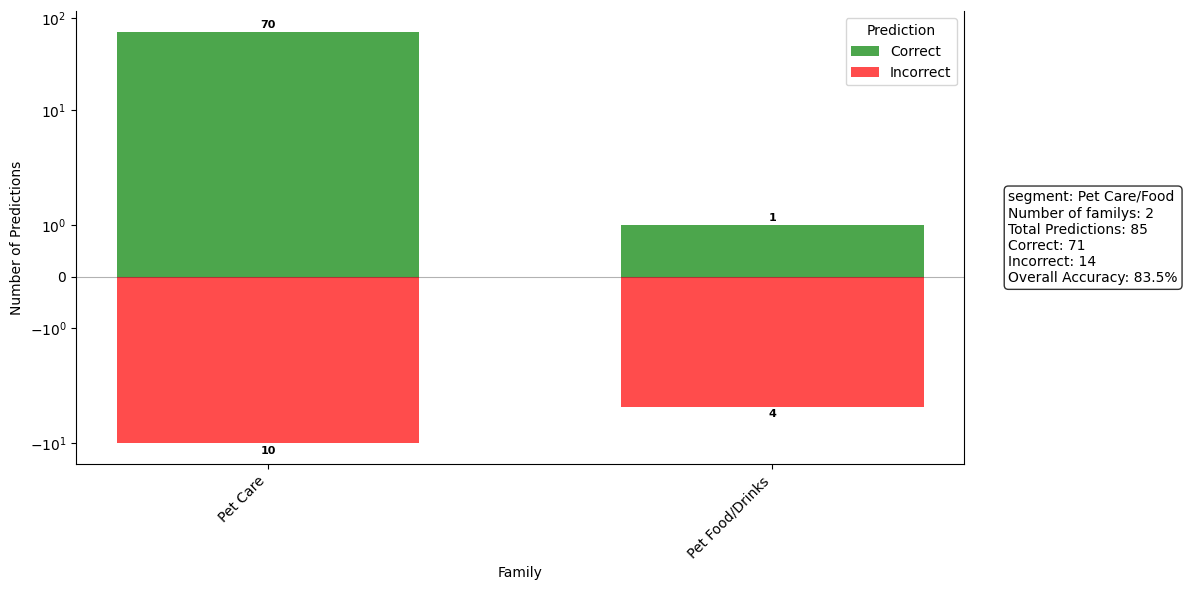 Number of Predictions
10²
10¹
10⁰
0
−10⁰
−10¹
70
10
1
4
Pet Care
Pet Food/Drinks
Family
Prediction
Correct
Incorrect
segment: Pet Care/Food
Number of familys: 2
Total Predictions: 85
Correct: 71
Incorrect: 14
Overall Accuracy: 83.5%